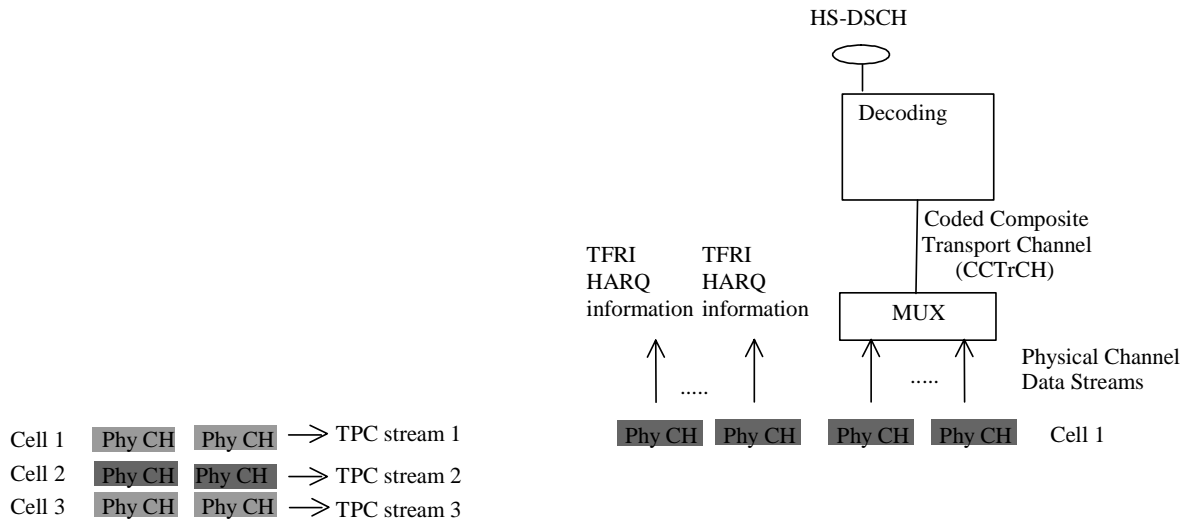 HS-DSCH
Decoding
Coded Composite
Transport Channel
(CCTrCH)
TFRI
HARQ
information
TFRI
HARQ
information
MUX
Physical Channel
Data Streams
.....
.....
Phy CH Phy CH Phy CH Phy CH Cell 1
Cell 1 Phy CH Phy CH TPC stream 1
Cell 2 Phy CH Phy CH TPC stream 2
Cell 3 Phy CH Phy CH TPC stream 3